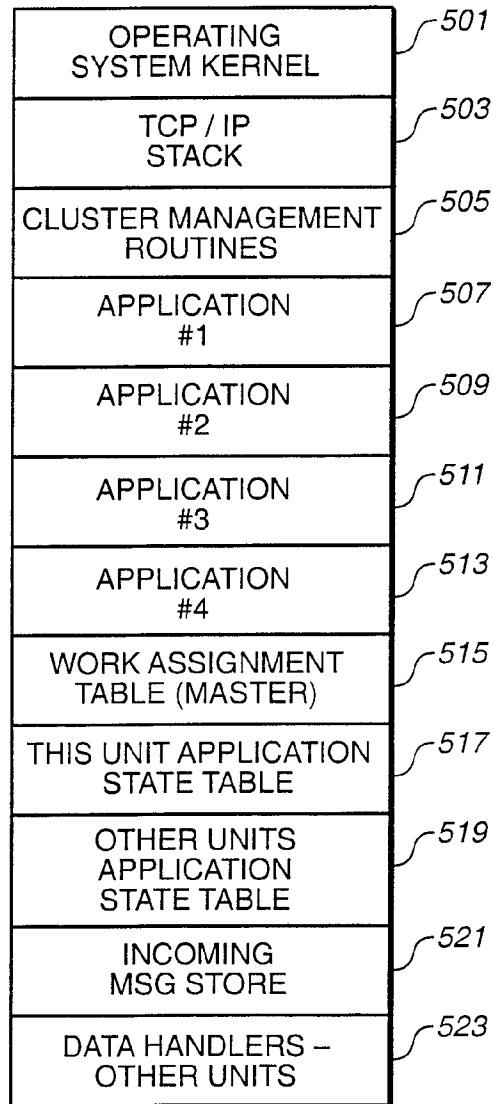 OPERATING
SYSTEM KERNEL
501
TCP / IP
STACK
503
CLUSTER MANAGEMENT
ROUTINES
505
APPLICATION
#1
507
APPLICATION
#2
509
APPLICATION
#3
511
APPLICATION
#4
513
WORK ASSIGNMENT
TABLE (MASTER)
515
THIS UNIT APPLICATION
STATE TABLE
517
OTHER UNITS
APPLICATION
STATE TABLE
519
INCOMING
MSG STORE
521
DATA HANDLERS –
OTHER UNITS
523